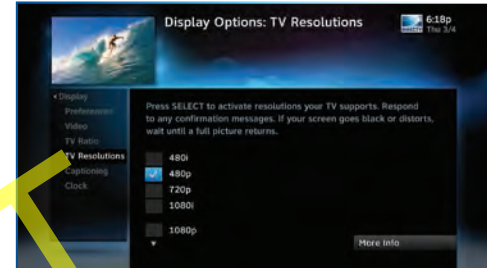 Display Options: TV Resolutions
6:18p
Thu 3/4
DIRECTV
Display
Preferences
Video
TV Ratio
TV Resolutions
Captioning
Clock
Press SELECT to activate resolutions your TV supports. Respond
to any confirmation messages. If your screen goes black or distorts,
wait until a full picture returns.
480i
480p
720p
1080i
1080p
More Info